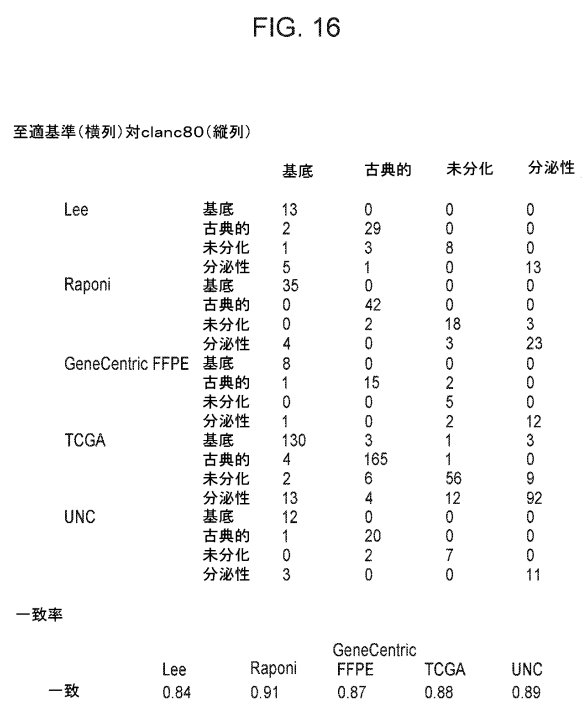 FIG. 16
至適基準(横列)対clanc80(縦列)
基底 古典的 未分化 分泌性
Lee 基底 13 0 0 0
古典的 2 29 0 0
未分化 1 3 8 0
分泌性 5 1 0 13
Raponi 基底 35 0 0 0
古典的 0 42 0 0
未分化 0 2 18 3
分泌性 4 0 3 23
GeneCentric FFPE 基底 8 0 0 0
古典的 1 15 2 0
未分化 0 0 5 0
分泌性 1 0 2 12
TCGA 基底 130 3 1 3
古典的 4 165 1 0
未分化 2 6 56 9
分泌性 13 4 12 92
UNC 基底 12 0 0 0
古典的 1 20 0 0
未分化 0 2 7 0
分泌性 3 0 0 11
一致率
GeneCentric
Lee Raponi FFPE TCGA UNC
一致 0.84 0.91 0.87 0.88 0.89